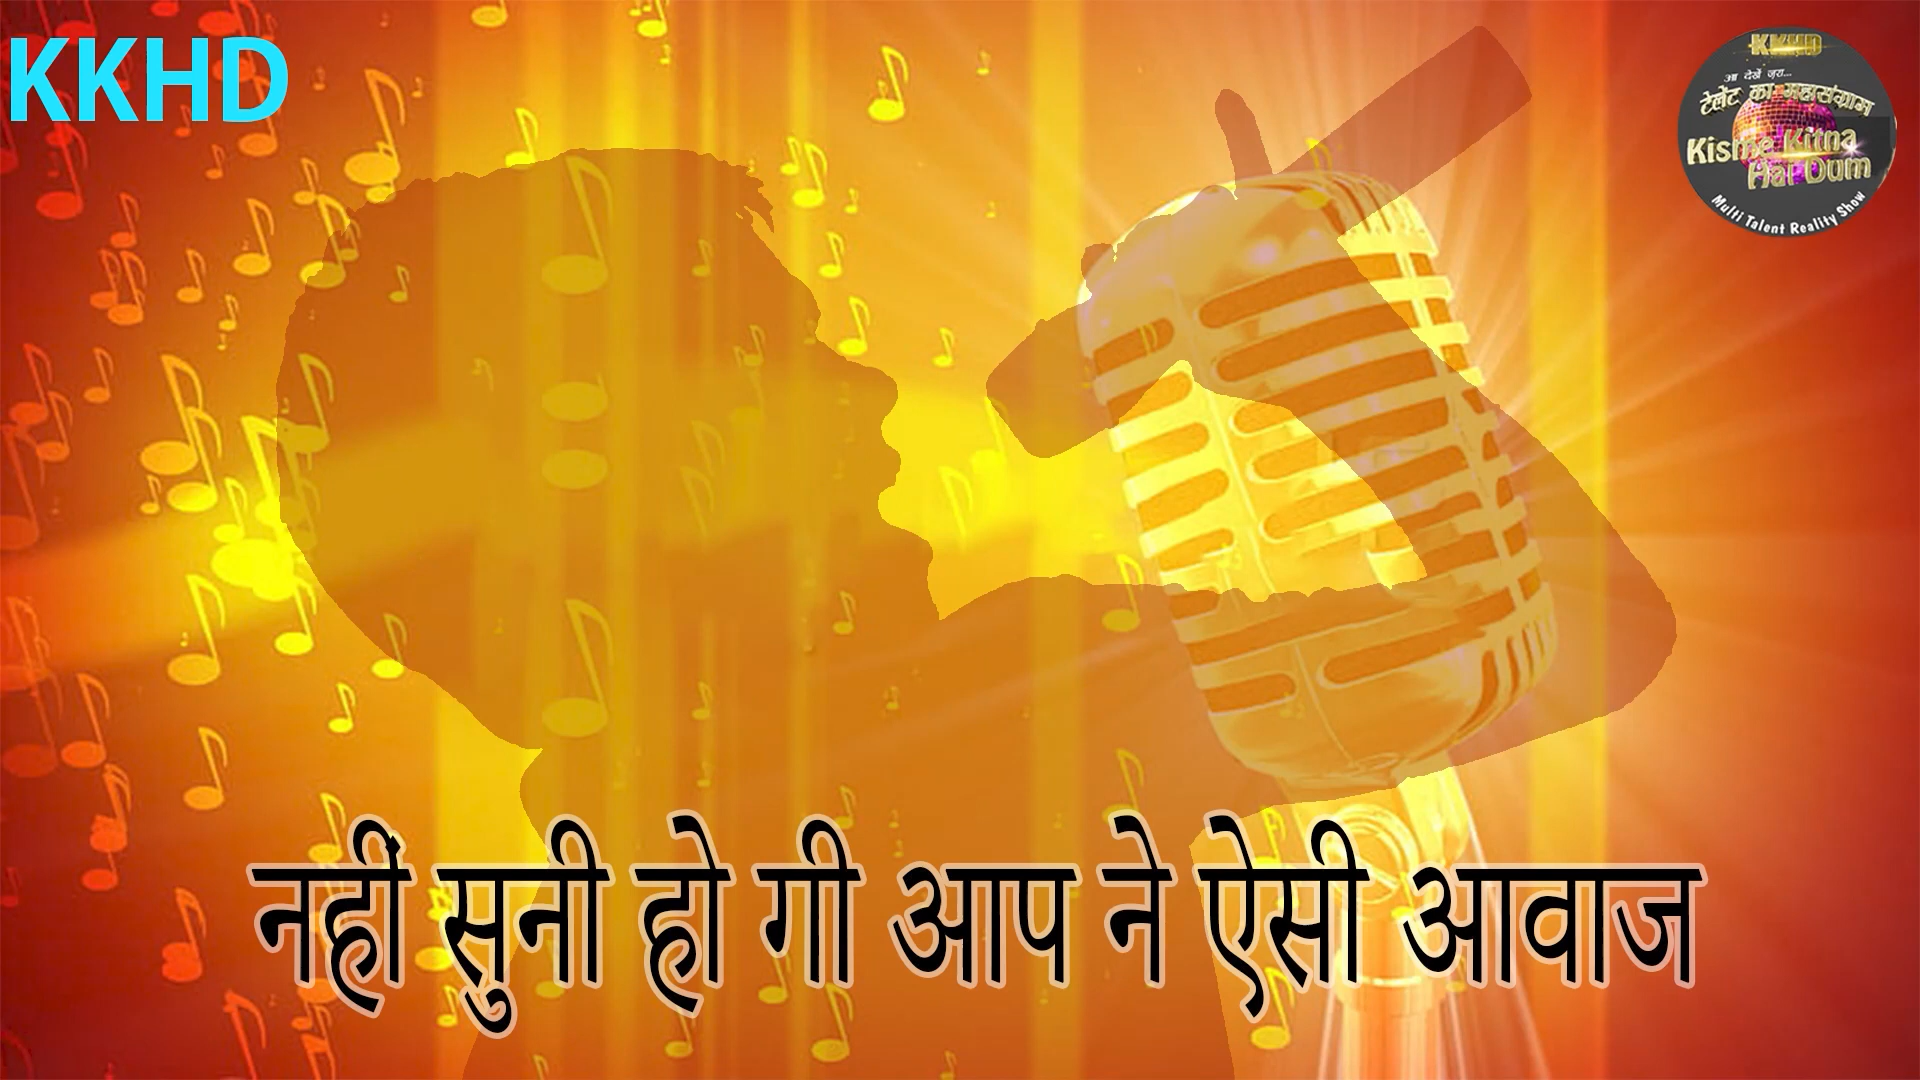 KKHD
KKHD
आ देखें ज़रा...
टेलेंट का महासंग्राम
Kisme Kitna
Hai Dum
Multi Talent Reality Show
नहीं सुनी हो गी आप ने ऐसी आवाज